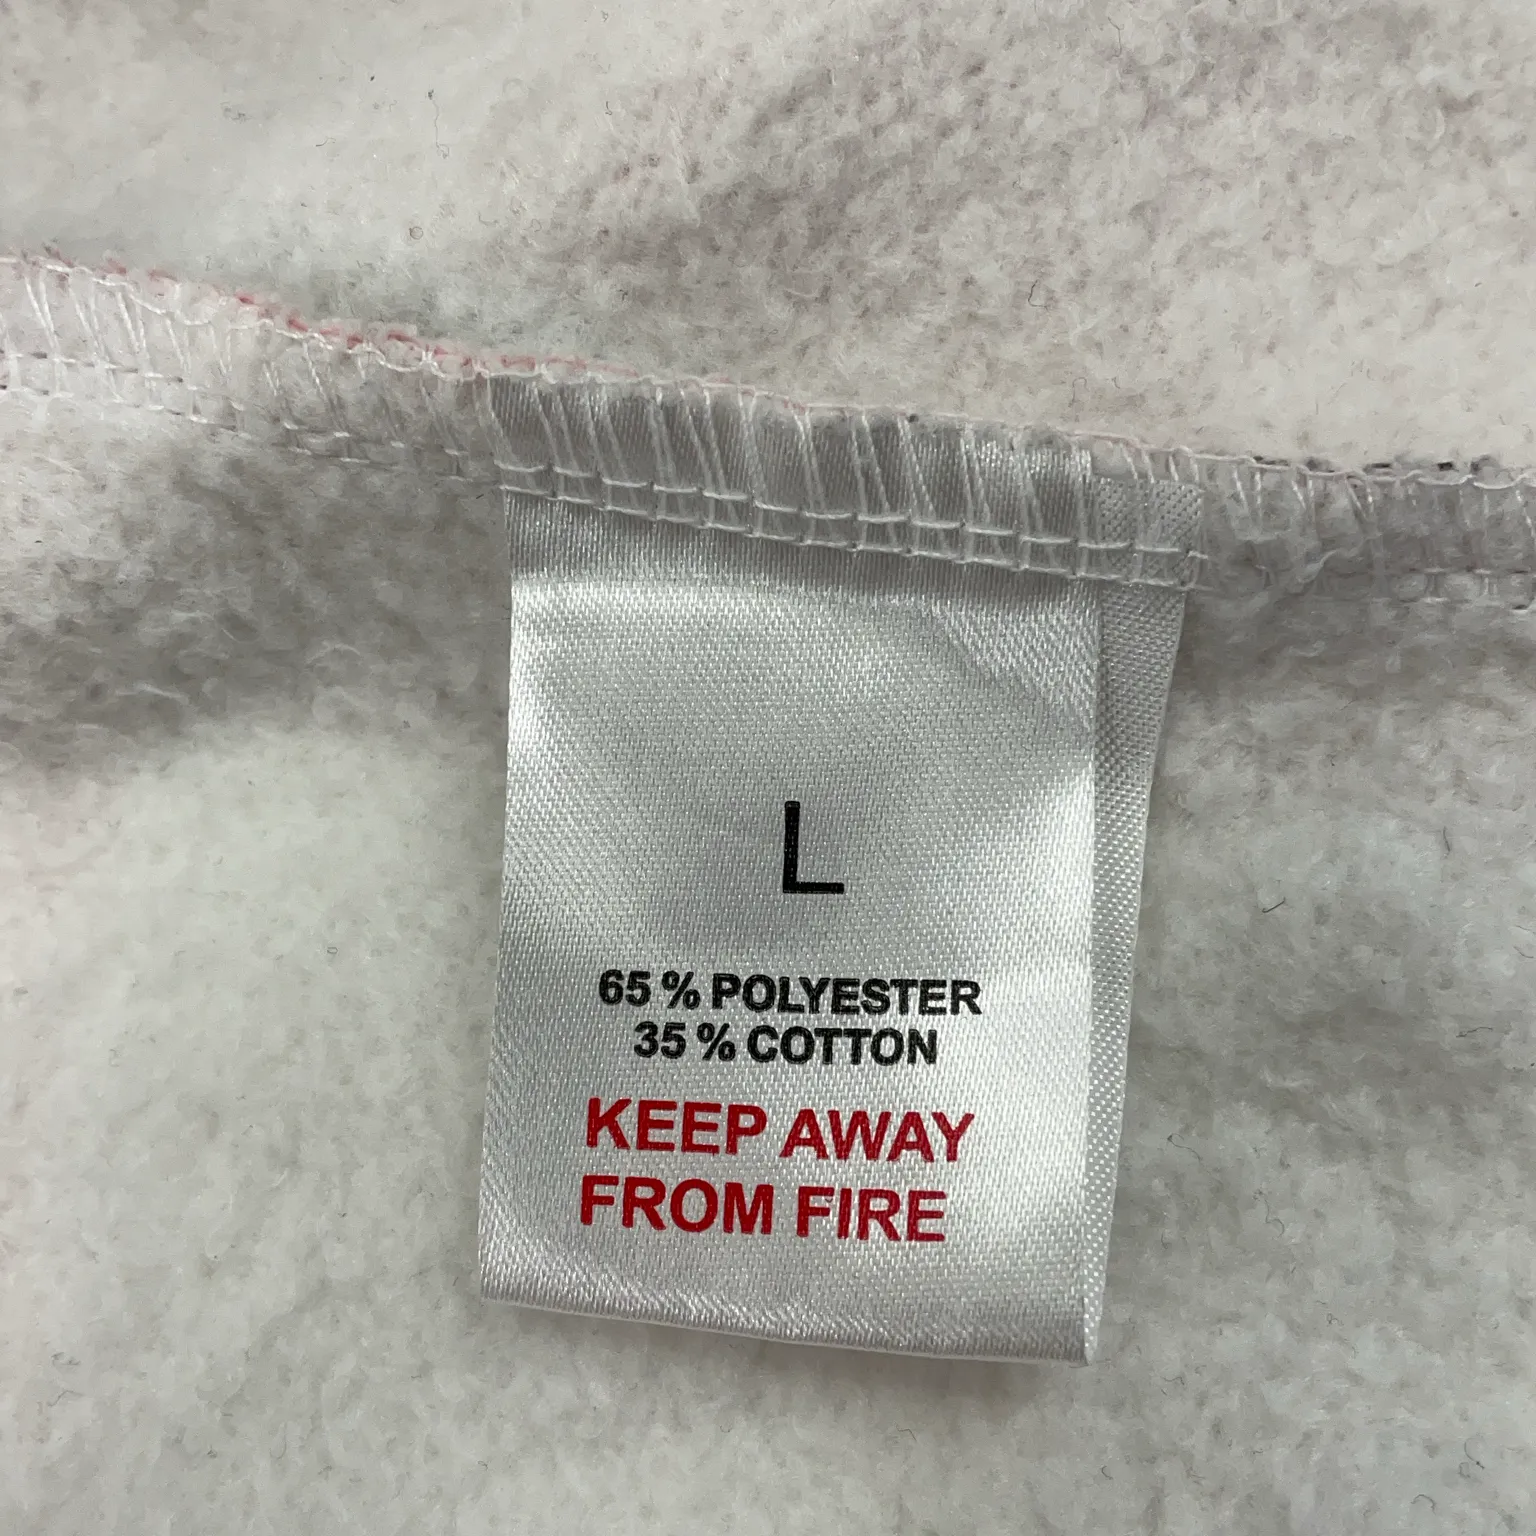 L
65 % POLYESTER
35 % COTTON
KEEP AWAY
FROM FIRE